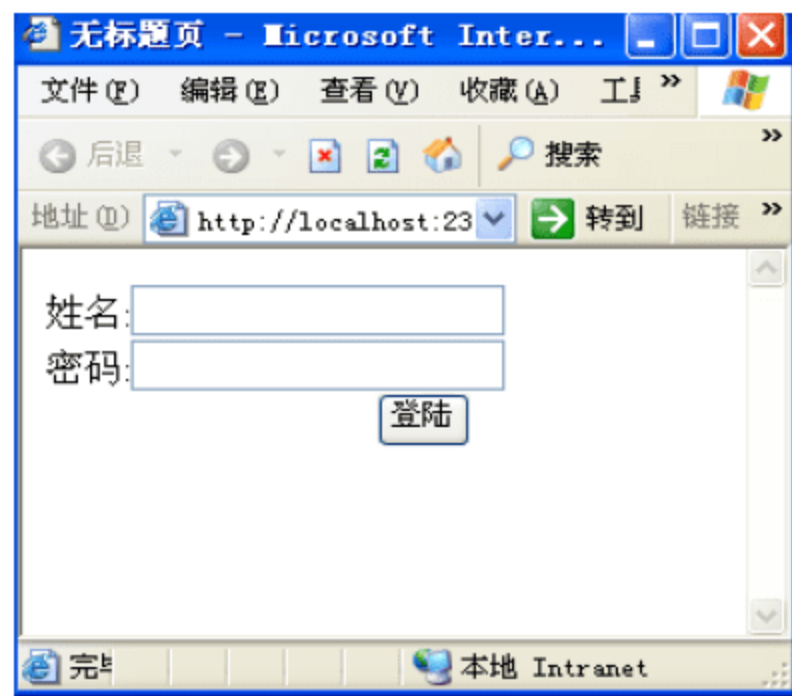 无标题页 - Microsoft Inter...
文件(F) 编辑(E) 查看(V) 收藏(A) »
后退 搜索 »
地址(D) http://localhost:23 转到 链接 »
姓名:
密码:
登陆
本地 Intranet